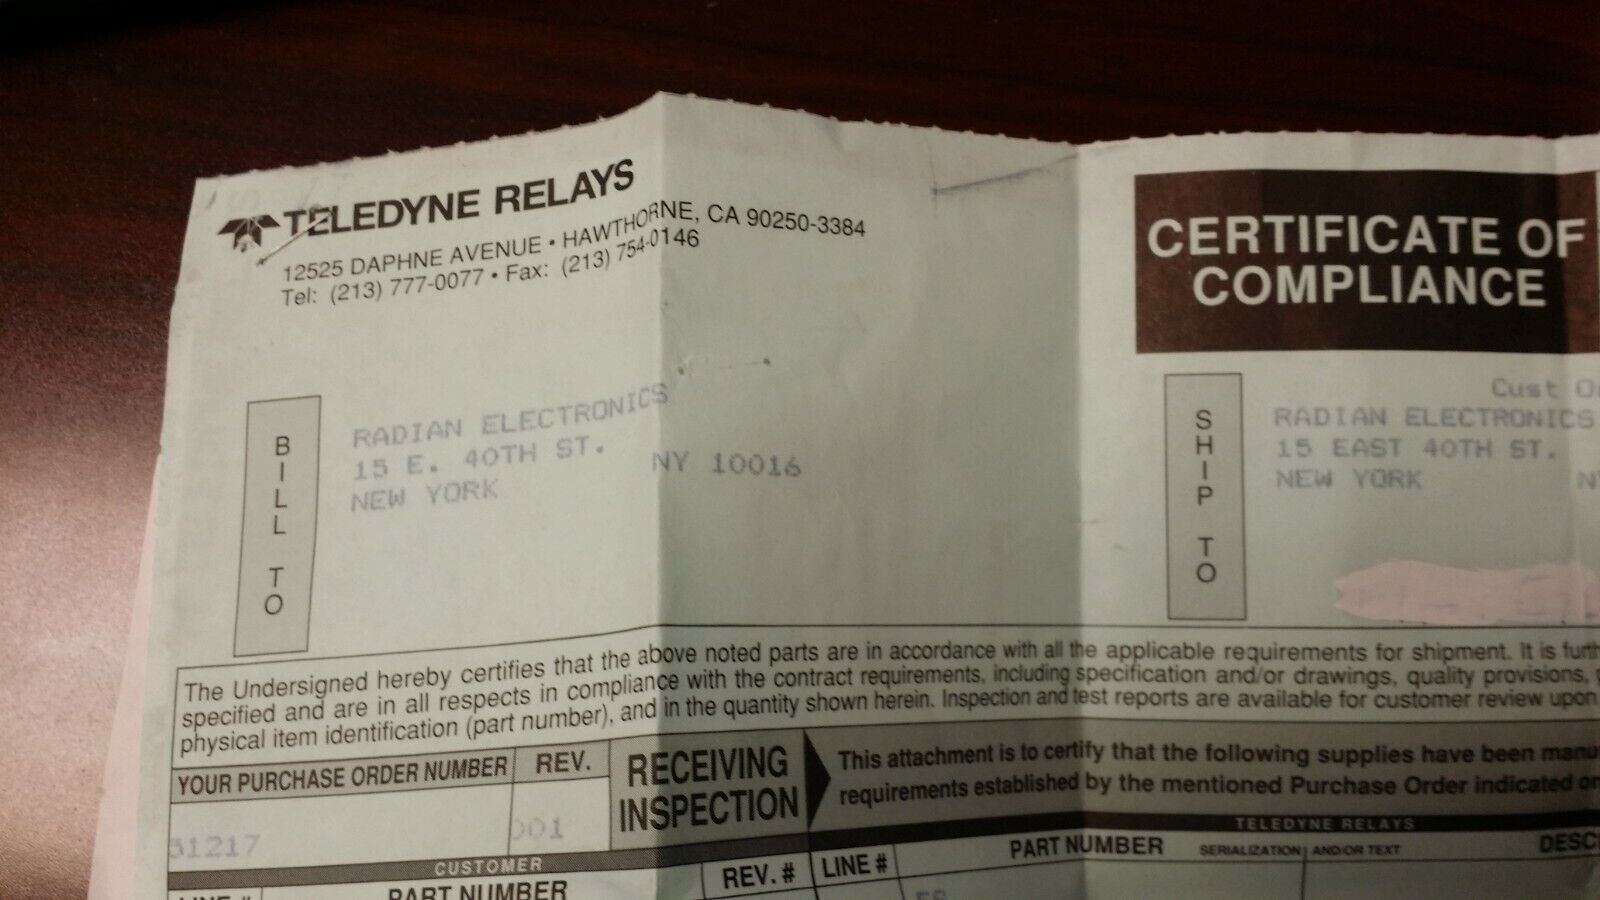 TELEDYNE RELAYS
12525 DAPHNE AVENUE • HAWTHORNE, CA 90250-3384
Tel: (213) 777-0077 • Fax: (213) 754-0146
CERTIFICATE OF
COMPLIANCE
BILL TO
RADIAN ELECTRONICS
15 E. 40TH ST.
NEW YORK NY 10016
SHIP TO
Cust
RADIAN ELECTRONICS
15 EAST 40TH ST.
NEW YORK
The Undersigned hereby certifies that the above noted parts are in accordance with all the applicable requirements for shipment. It is
specified and are in all respects in compliance with the contract requirements, including specification and/or drawings, quality provisions,
physical item identification (part number), and in the quantity shown herein. Inspection and test reports are available for customer review upon
YOUR PURCHASE ORDER NUMBER
REV.
31217
001
RECEIVING
INSPECTION
This attachment is to certify that the following supplies have been
requirements established by the mentioned Purchase Order indicated
TELEDYNE RELAYS
CUSTOMER
LINE #
PART NUMBER
REV. #
LINE #
PART NUMBER
SERIALIZATION AND/OR TEXT